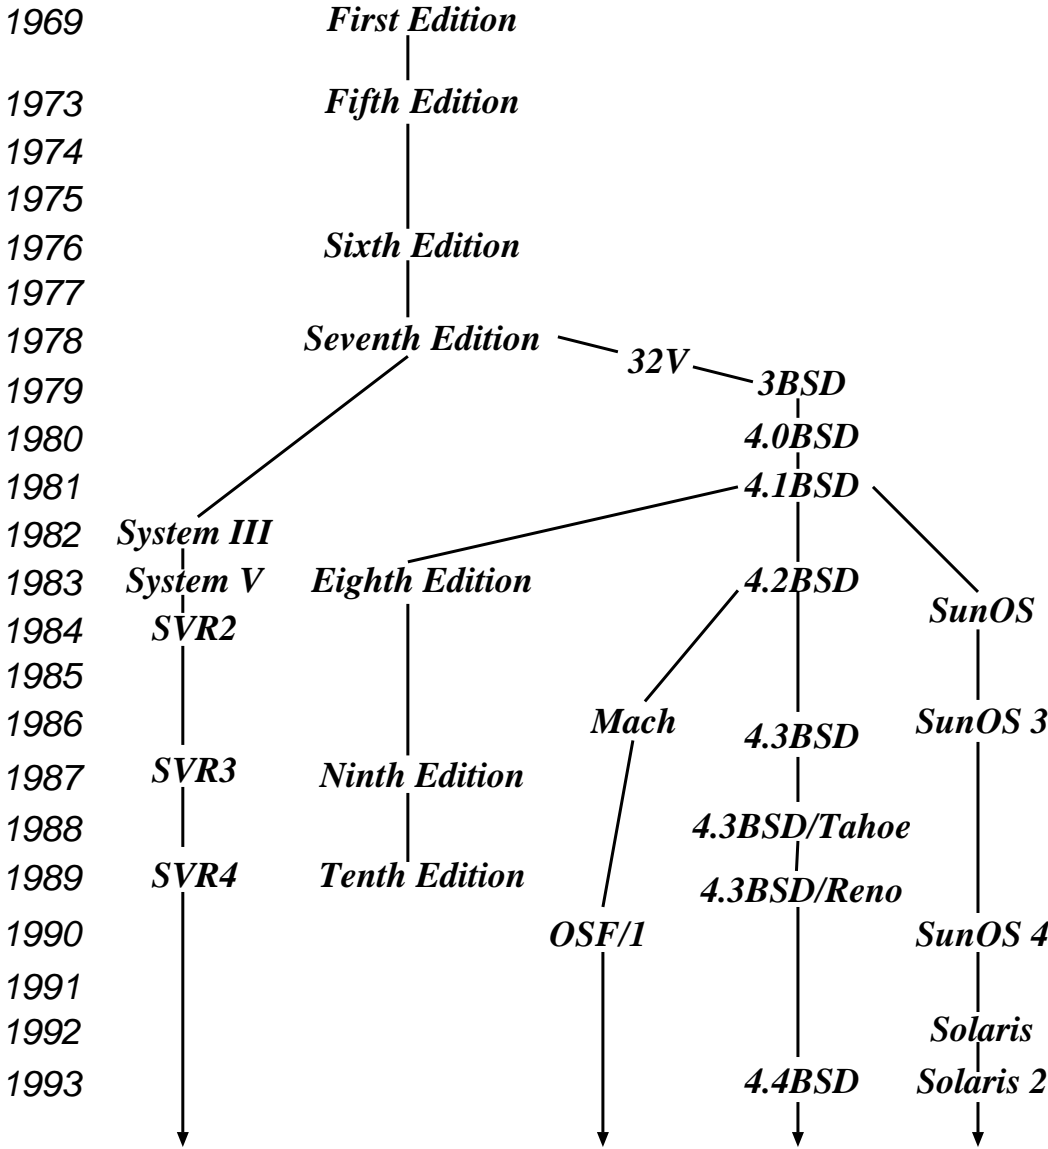 1969 First Edition
1973 Fifth Edition
1974
1975
1976 Sixth Edition
1977
1978 Seventh Edition
32V
1979 3BSD
1980 4.0BSD
1981 4.1BSD
1982 System III
1983 System V Eighth Edition 4.2BSD
SunOS
1984 SVR2
1985
1986 Mach 4.3BSD SunOS 3
1987 SVR3 Ninth Edition
1988 4.3BSD/Tahoe
1989 SVR4 Tenth Edition 4.3BSD/Reno
1990 OSF/1 SunOS 4
1991
1992 Solaris
1993 4.4BSD Solaris 2